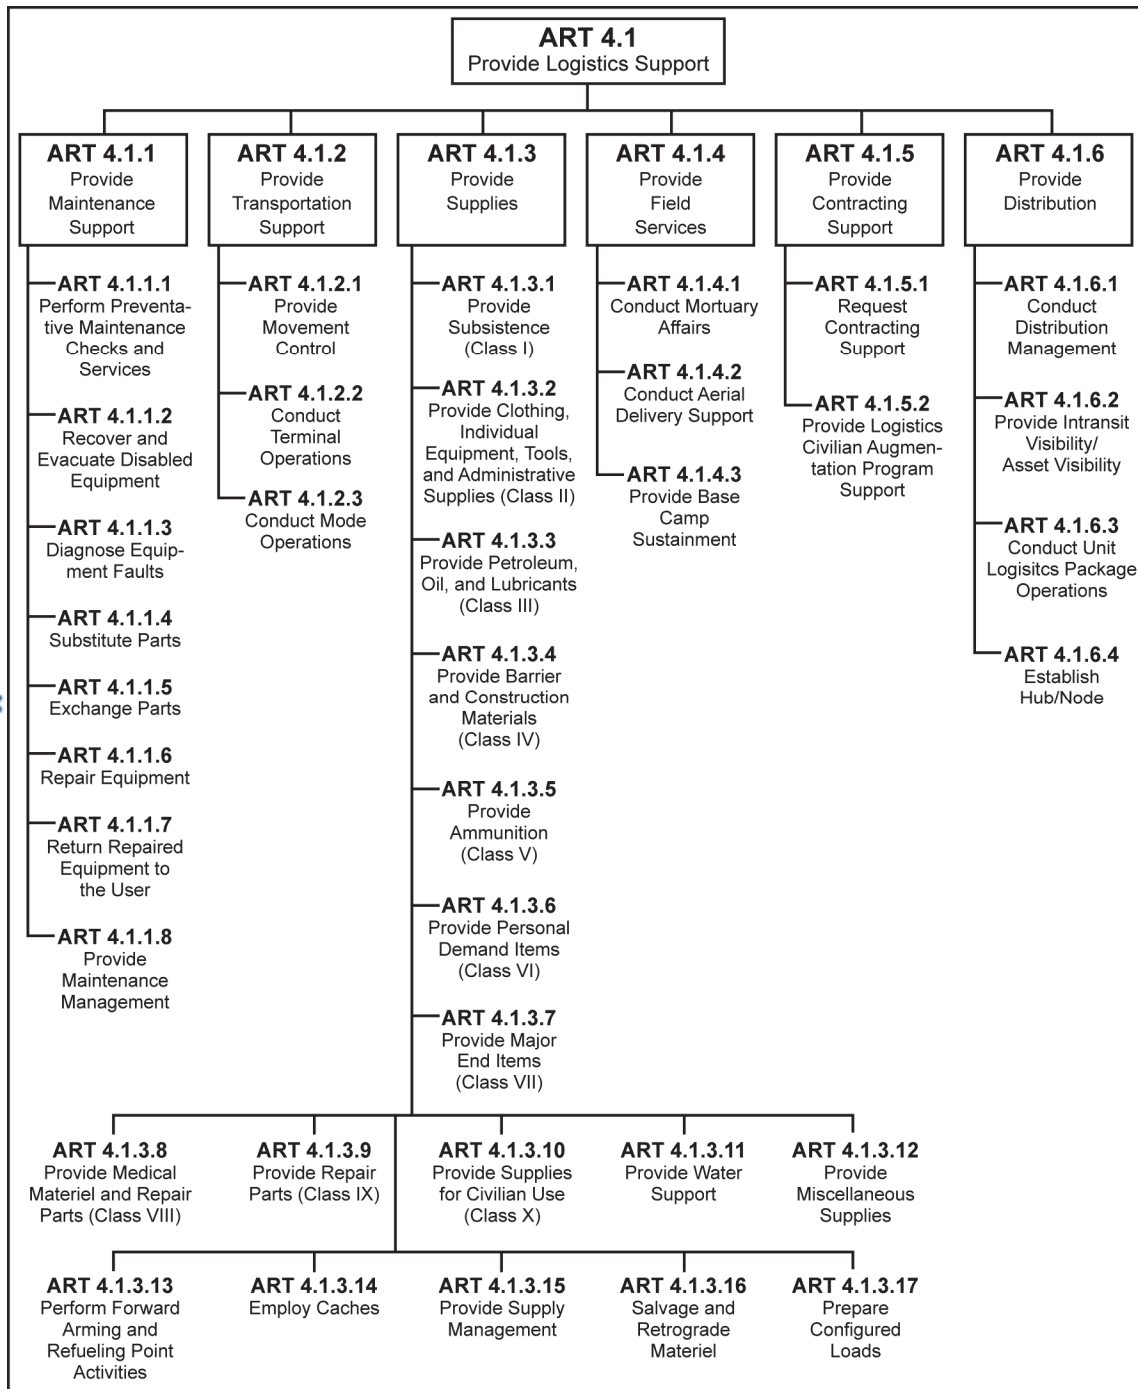 ART 4.1
Provide Logistics Support
ART 4.1.1
Provide
Maintenance
Support
ART 4.1.2
Provide
Transportation
Support
ART 4.1.3
Provide
Supplies
ART 4.1.4
Provide
Field
Services
ART 4.1.5
Provide
Contracting
Support
ART 4.1.6
Provide
Distribution
ART 4.1.1.1
Perform Preventa-
tive Maintenance
Checks and
Services
ART 4.1.1.2
Recover and
Evacuate Disabled
Equipment
ART 4.1.1.3
Diagnose Equip-
ment Faults
ART 4.1.1.4
Substitute Parts
ART 4.1.1.5
Exchange Parts
ART 4.1.1.6
Repair Equipment
ART 4.1.1.7
Return Repaired
Equipment to
the User
ART 4.1.1.8
Provide
Maintenance
Management
ART 4.1.2.1
Provide
Movement
Control
ART 4.1.2.2
Conduct
Terminal
Operations
ART 4.1.2.3
Conduct Mode
Operations
ART 4.1.3.1
Provide
Subsistence
(Class I)
ART 4.1.3.2
Provide Clothing,
Individual
Equipment, Tools,
and Administrative
Supplies (Class II)
ART 4.1.3.3
Provide Petroleum,
Oil, and Lubricants
(Class III)
ART 4.1.3.4
Provide Barrier
and Construction
Materials
(Class IV)
ART 4.1.3.5
Provide
Ammunition
(Class V)
ART 4.1.3.6
Provide Personal
Demand Items
(Class VI)
ART 4.1.3.7
Provide Major
End Items
(Class VII)
ART 4.1.4.1
Conduct Mortuary
Affairs
ART 4.1.4.2
Conduct Aerial
Delivery Support
ART 4.1.4.3
Provide Base
Camp
Sustainment
ART 4.1.5.1
Request
Contracting
Support
ART 4.1.5.2
Provide Logistics
Civilian Augmen-
tation Program
Support
ART 4.1.6.1
Conduct
Distribution
Management
ART 4.1.6.2
Provide Intransit
Visibility/
Asset Visibility
ART 4.1.6.3
Conduct Unit
Logisitcs Package
Operations
ART 4.1.6.4
Establish
Hub/Node
ART 4.1.3.8
Provide Medical
Materiel and Repair
Parts (Class VIII)
ART 4.1.3.9
Provide Repair
Parts (Class IX)
ART 4.1.3.10
Provide Supplies
for Civilian Use
(Class X)
ART 4.1.3.11
Provide Water
Support
ART 4.1.3.12
Provide
Miscellaneous
Supplies
ART 4.1.3.13
Perform Forward
Arming and
Refueling Point
Activities
ART 4.1.3.14
Employ Caches
ART 4.1.3.15
Provide Supply
Management
ART 4.1.3.16
Salvage and
Retrograde
Materiel
ART 4.1.3.17
Prepare
Configured
Loads